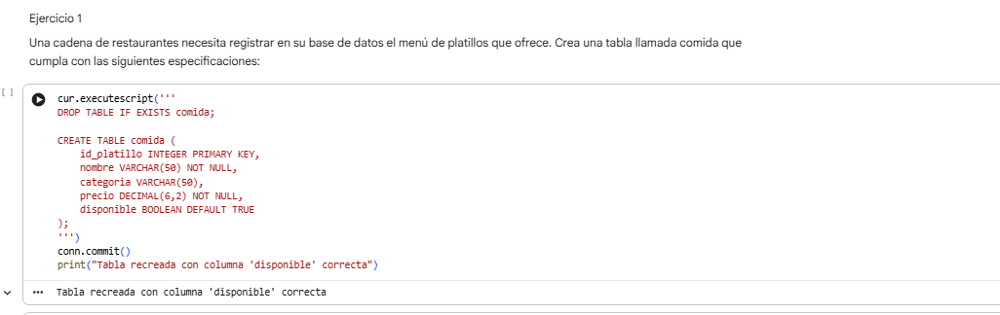 Ejercicio 1
Una cadena de restaurantes necesita registrar en su base de datos el menú de platillos que ofrece. Crea una tabla llamada comida que
cumpla con las siguientes especificaciones:
[ ]
cur.executescript('''
DROP TABLE IF EXISTS comida;
CREATE TABLE comida (
    id_platillo INTEGER PRIMARY KEY,
    nombre VARCHAR(50) NOT NULL,
    categoria VARCHAR(50),
    precio DECIMAL(6,2) NOT NULL,
    disponible BOOLEAN DEFAULT TRUE
);
''')
conn.commit()
print("Tabla recreada con columna 'disponible' correcta")
Tabla recreada con columna 'disponible' correcta